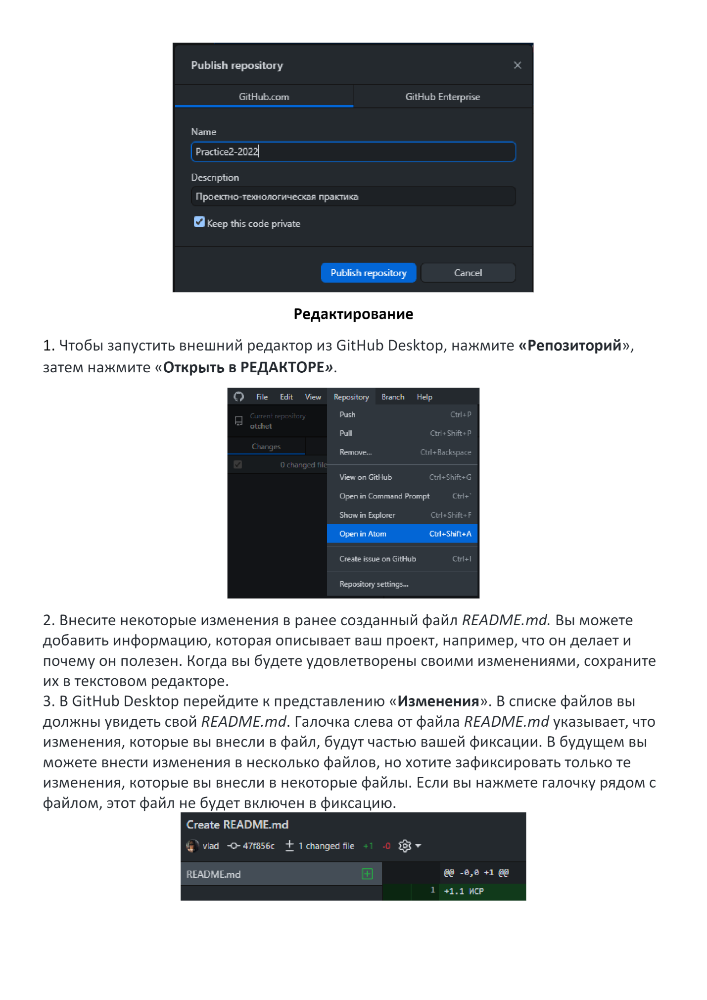 Publish repository ×
GitHub.com GitHub Enterprise
Name
Practice2-2022
Description
Проектно-технологическая практика
Keep this code private
Publish repository Cancel
Редактирование
1. Чтобы запустить внешний редактор из GitHub Desktop, нажмите «Репозиторий»,
затем нажмите «Открыть в РЕДАКТОРЕ».
File Edit View Repository Branch Help
Current repository
otchet
Changes
0 changed file
Push Ctrl+P
Pull Ctrl+Shift+P
Remove... Ctrl+Backspace
View on GitHub Ctrl+Shift+G
Open in Command Prompt Ctrl+`
Show in Explorer Ctrl+Shift+F
Open in Atom Ctrl+Shift+A
Create issue on GitHub Ctrl+I
Repository settings...
2. Внесите некоторые изменения в ранее созданный файл README.md. Вы можете
добавить информацию, которая описывает ваш проект, например, что он делает и
почему он полезен. Когда вы будете удовлетворены своими изменениями, сохраните
их в текстовом редакторе.
3. В GitHub Desktop перейдите к представлению «Изменения». В списке файлов вы
должны увидеть свой README.md. Галочка слева от файла README.md указывает, что
изменения, которые вы внесли в файл, будут частью вашей фиксации. В будущем вы
можете внести изменения в несколько файлов, но хотите зафиксировать только те
изменения, которые вы внесли в некоторые файлы. Если вы нажмете галочку рядом с
файлом, этот файл не будет включен в фиксацию.
Create README.md
vlad 47f856c 1 changed file +1 -0
README.md @@ -0,0 +1 @@
1 +1.1 ИСР